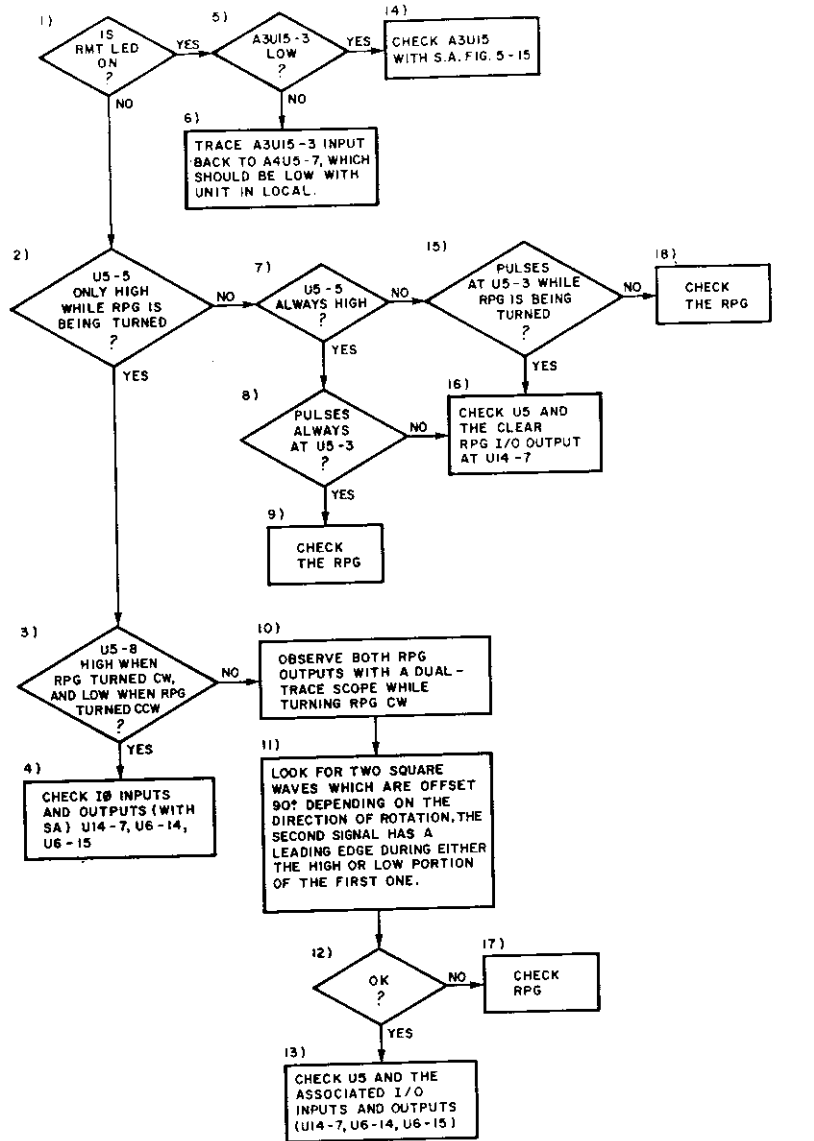 1)
IS
RMT LED
ON
?
YES
NO
5)
A3U15-3
LOW
?
YES
NO
14)
CHECK A3U15
WITH S.A. FIG. 5-15
6)
TRACE A3U15-3 INPUT
BACK TO A4U5-7, WHICH
SHOULD BE LOW WITH
UNIT IN LOCAL.
2)
U5-5
ONLY HIGH
WHILE RPG IS
BEING TURNED
?
NO
YES
7)
U5-5
ALWAYS HIGH
?
NO
YES
15)
PULSES
AT U5-3 WHILE
RPG IS BEING
TURNED
?
NO
YES
18)
CHECK
THE RPG
8)
PULSES
ALWAYS
AT U5-3
?
NO
YES
16)
CHECK U5 AND
THE CLEAR
RPG I/O OUTPUT
AT U14-7
9)
CHECK
THE RPG
3)
U5-8
HIGH WHEN
RPG TURNED CW,
AND LOW WHEN RPG
TURNED CCW
?
NO
YES
10)
OBSERVE BOTH RPG
OUTPUTS WITH A DUAL-
TRACE SCOPE WHILE
TURNING RPG CW
4)
CHECK IØ INPUTS
AND OUTPUTS (WITH
SA) U14-7, U6-14,
U6-15
11)
LOOK FOR TWO SQUARE
WAVES WHICH ARE OFFSET
90°. DEPENDING ON THE
DIRECTION OF ROTATION, THE
SECOND SIGNAL HAS A
LEADING EDGE DURING EITHER
THE HIGH OR LOW PORTION
OF THE FIRST ONE.
12)
OK
?
NO
YES
17)
CHECK
RPG
13)
CHECK U5 AND THE
ASSOCIATED I/O
INPUTS AND OUTPUTS
(U14-7, U6-14, U6-15)